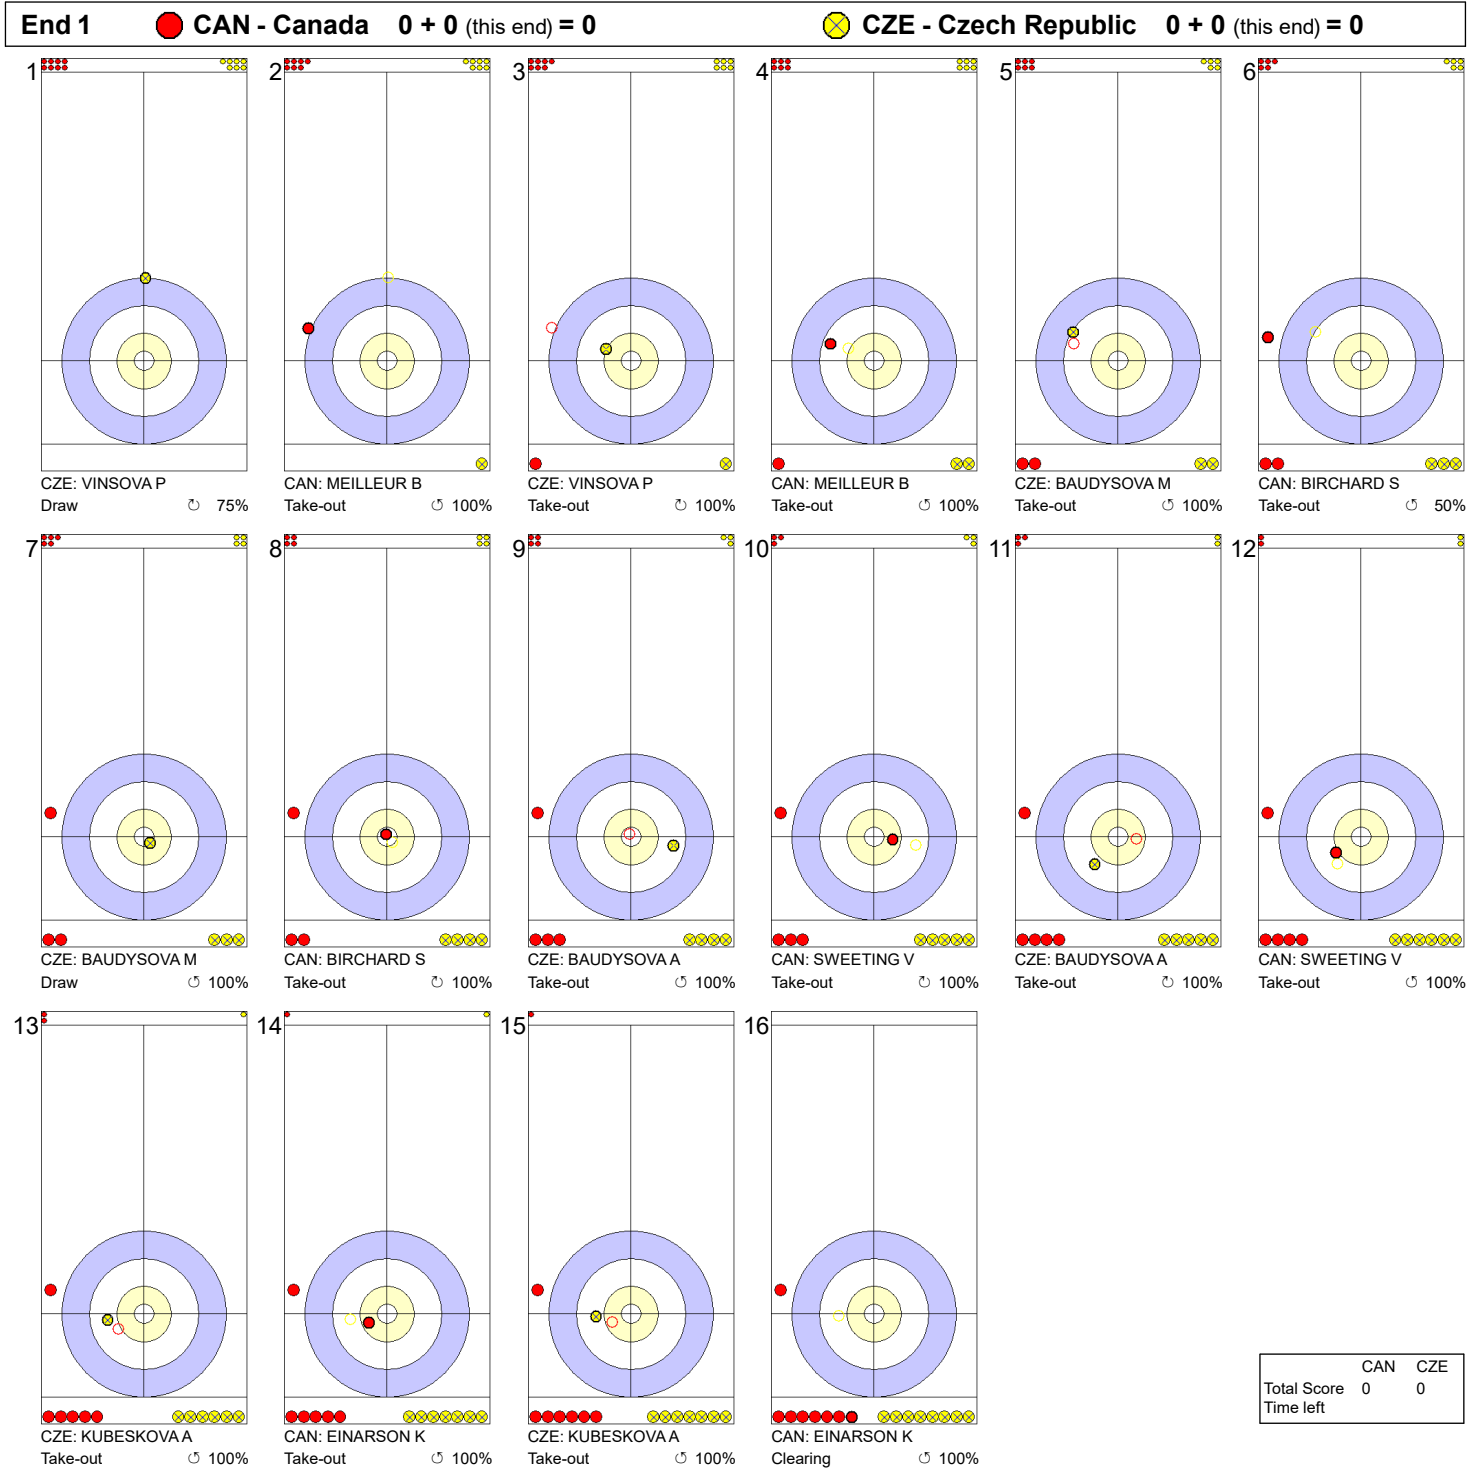 End 1 CAN - Canada 0 + 0 (this end) = 0 CZE - Czech Republic 0 + 0 (this end) = 0
1 2 3 4 5 6
CZE: VINSOVA P CAN: MEILLEUR B CZE: VINSOVA P CAN: MEILLEUR B CZE: BAUDYSOVA M CAN: BIRCHARD S
Draw ↻ 75% Take-out ↺ 100% Take-out ↺ 100% Take-out ↺ 100% Take-out ↺ 100% Take-out ↺ 50%
7 8 9 10 11 12
CZE: BAUDYSOVA M CAN: BIRCHARD S CZE: BAUDYSOVA A CAN: SWEETING V CZE: BAUDYSOVA A CAN: SWEETING V
Draw ↺ 100% Take-out ↺ 100% Take-out ↺ 100% Take-out ↻ 100% Take-out ↺ 100% Take-out ↺ 100%
13 14 15 16
CZE: KUBESKOVA A CAN: EINARSON K CZE: KUBESKOVA A CAN: EINARSON K
Take-out ↺ 100% Take-out ↺ 100% Take-out ↺ 100% Clearing ↺ 100%
CAN CZE
Total Score 0 0
Time left